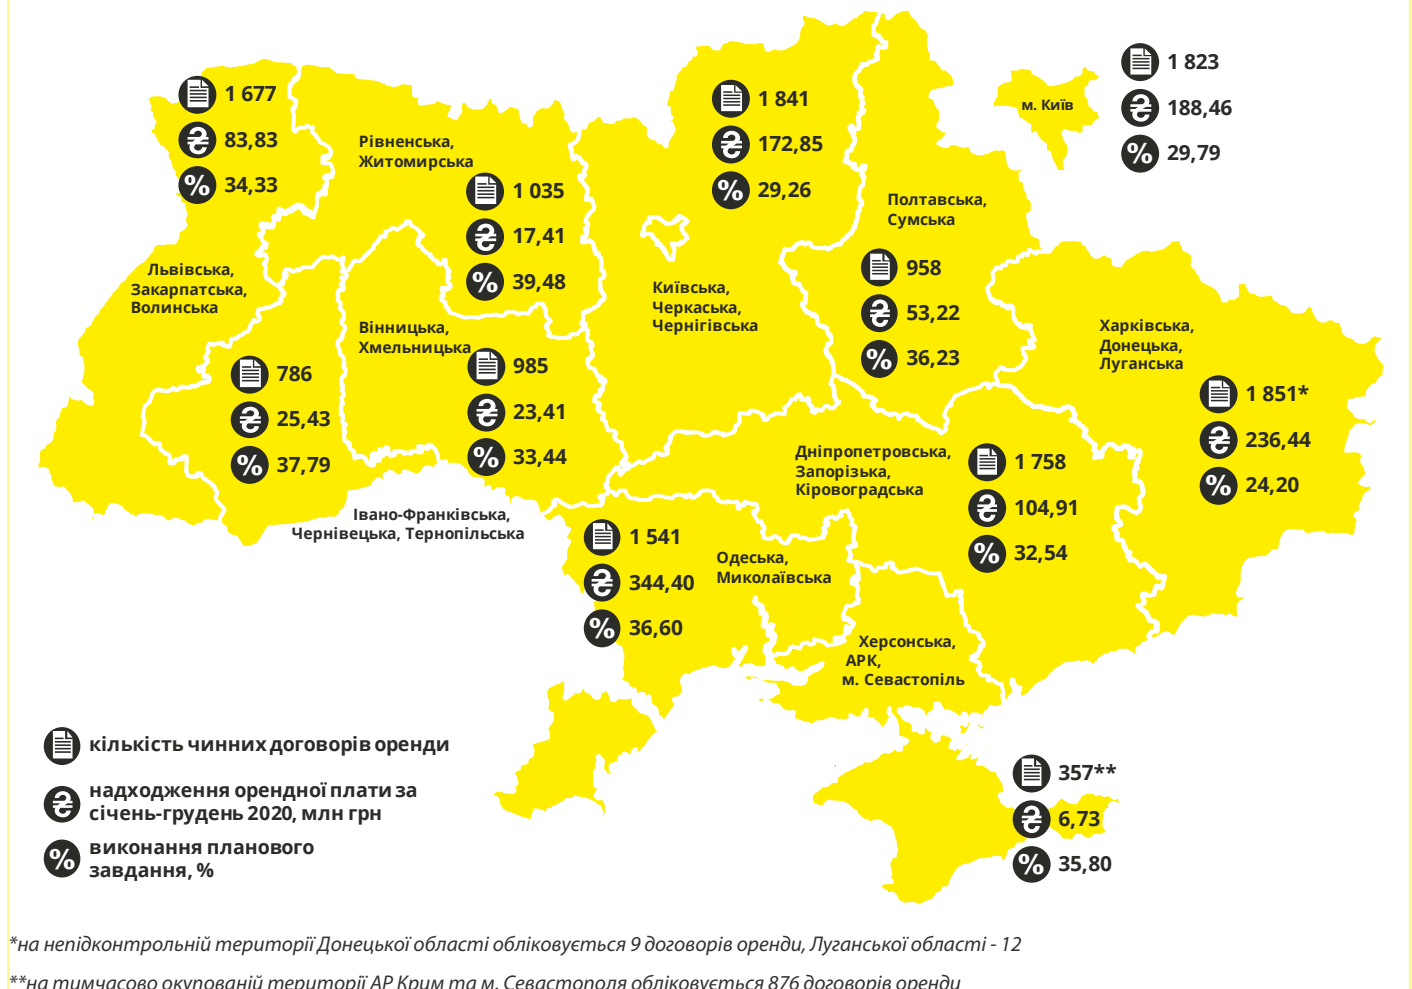 1 677
83,83
34,33
Львівська,
Закарпатська,
Волинська
Рівненська,
Житомирська
1 035
17,41
39,48
1 841
172,85
29,26
Київська,
Черкаська,
Чернігівська
м. Київ
1 823
188,46
29,79
Полтавська,
Сумська
958
53,22
36,23
Харківська,
Донецька,
Луганська
1 851*
236,44
24,20
Вінницька,
Хмельницька
985
23,41
33,44
786
25,43
37,79
Івано-Франківська,
Чернівецька, Тернопільська
Дніпропетровська,
Запорізька,
Кіровоградська
1 758
104,91
32,54
1 541
344,40
36,60
Одеська,
Миколаївська
Херсонська,
АРК,
м. Севастопіль
357**
6,73
35,80
кількість чинних договорів оренди
надходження орендної плати за
січень-грудень 2020, млн грн
виконання планового
завдання, %
*на непідконтрольній території Донецької області обліковується 9 договорів оренди, Луганської області - 12
**на тимчасово окупованій території АР Крим та м. Севастополя обліковується 876 договорів оренди